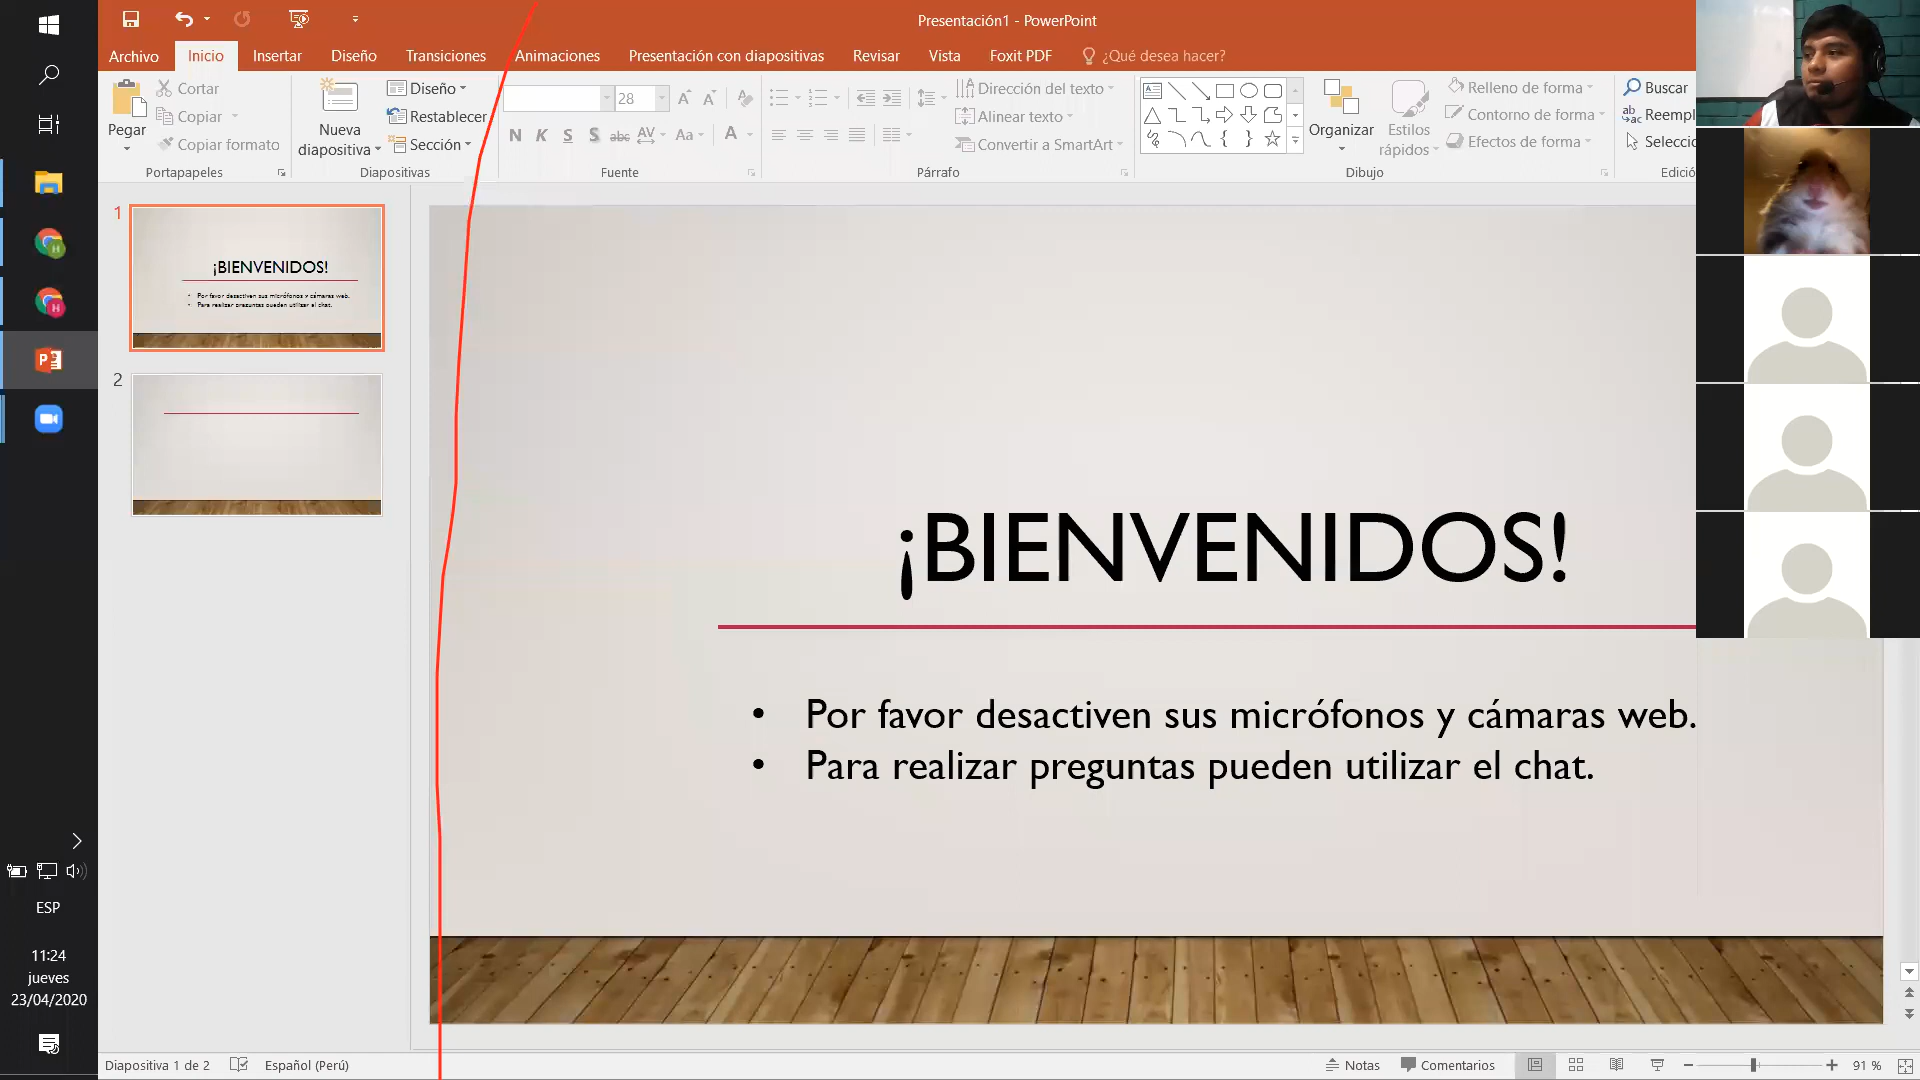 Presentación1 - PowerPoint
Archivo Inicio Insertar Diseño Transiciones Animaciones Presentación con diapositivas Revisar Vista Foxit PDF ¿Qué desea hacer?
Pegar
Cortar
Copiar
Copiar formato
Portapapeles
Nueva
diapositiva
Diseño
Restablecer
Sección
Diapositivas
28
N K S S abc AV Aa A
Fuente
Dirección del texto
Alinear texto
Convertir a SmartArt
Párrafo
Organizar
Estilos
rápidos
Relleno de forma
Contorno de forma
Efectos de forma
Dibujo
Buscar
Reempl
Selecci
Edició
1
¡BIENVENIDOS!
• Por favor desactiven sus micrófonos y cámaras web.
• Para realizar preguntas pueden utilizar el chat.
2
¡BIENVENIDOS!
• Por favor desactiven sus micrófonos y cámaras web.
• Para realizar preguntas pueden utilizar el chat.
ESP
11:24
jueves
23/04/2020
Diapositiva 1 de 2 Español (Perú) Notas Comentarios 91 %